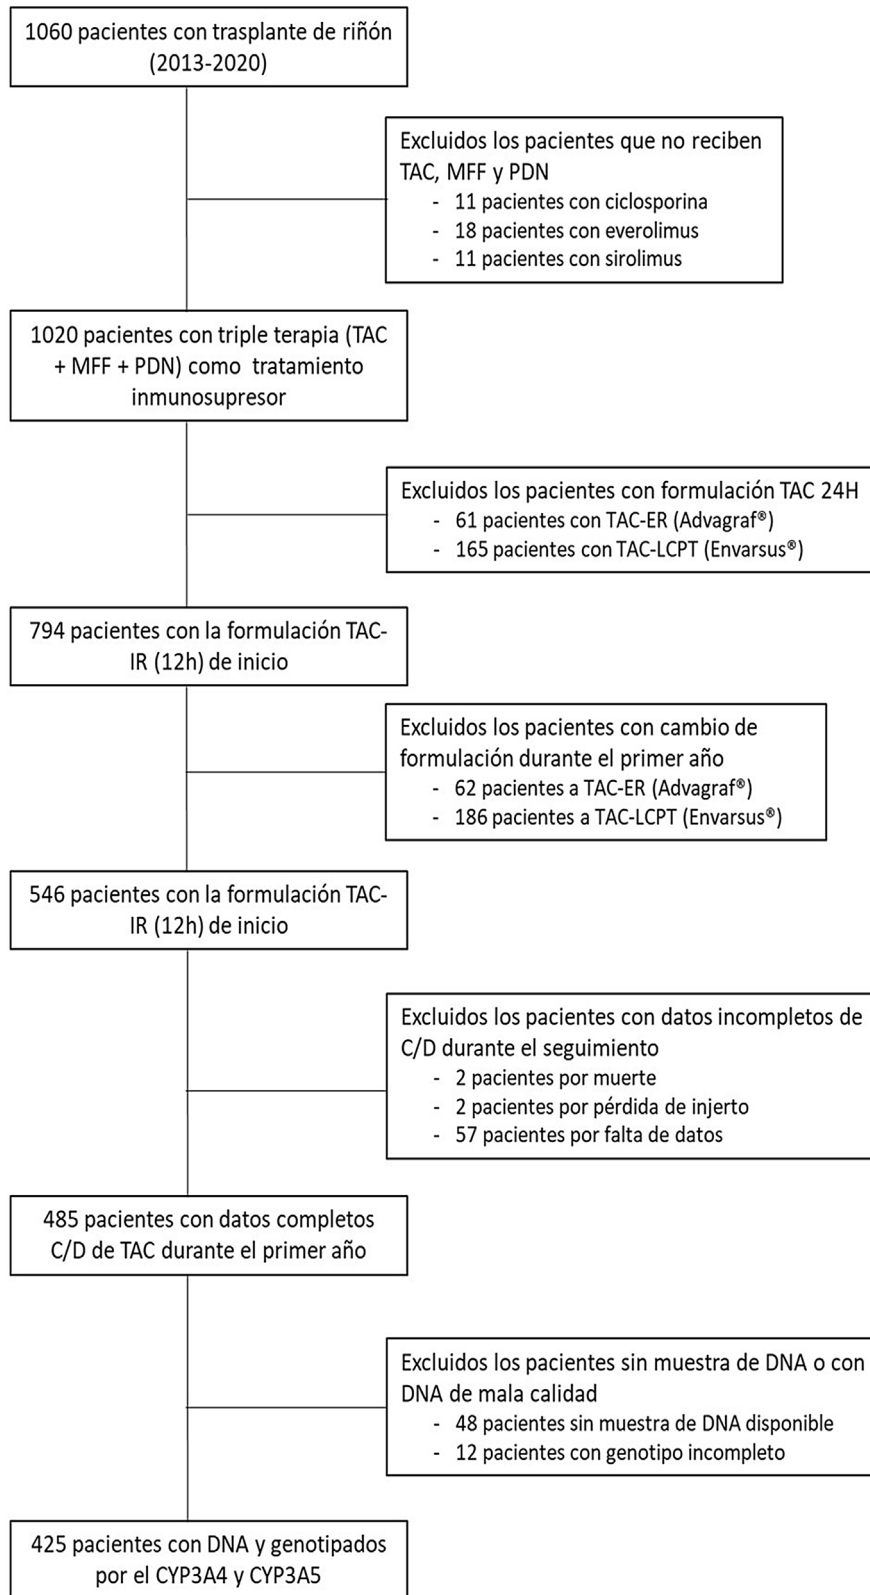 1060 pacientes con trasplante de riñón
(2013-2020)
Excluidos los pacientes que no reciben
TAC, MFF y PDN
- 11 pacientes con ciclosporina
- 18 pacientes con everolimus
- 11 pacientes con sirolimus
1020 pacientes con triple terapia (TAC
+ MFF + PDN) como tratamiento
inmunosupresor
Excluidos los pacientes con formulación TAC 24H
- 61 pacientes con TAC-ER (Advagraf®)
- 165 pacientes con TAC-LCPT (Envarsus®)
794 pacientes con la formulación TAC-
IR (12h) de inicio
Excluidos los pacientes con cambio de
formulación durante el primer año
- 62 pacientes a TAC-ER (Advagraf®)
- 186 pacientes a TAC-LCPT (Envarsus®)
546 pacientes con la formulación TAC-
IR (12h) de inicio
Excluidos los pacientes con datos incompletos de
C/D durante el seguimiento
- 2 pacientes por muerte
- 2 pacientes por pérdida de injerto
- 57 pacientes por falta de datos
485 pacientes con datos completos
C/D de TAC durante el primer año
Excluidos los pacientes sin muestra de DNA o con
DNA de mala calidad
- 48 pacientes sin muestra de DNA disponible
- 12 pacientes con genotipo incompleto
425 pacientes con DNA y genotipados
por el CYP3A4 y CYP3A5